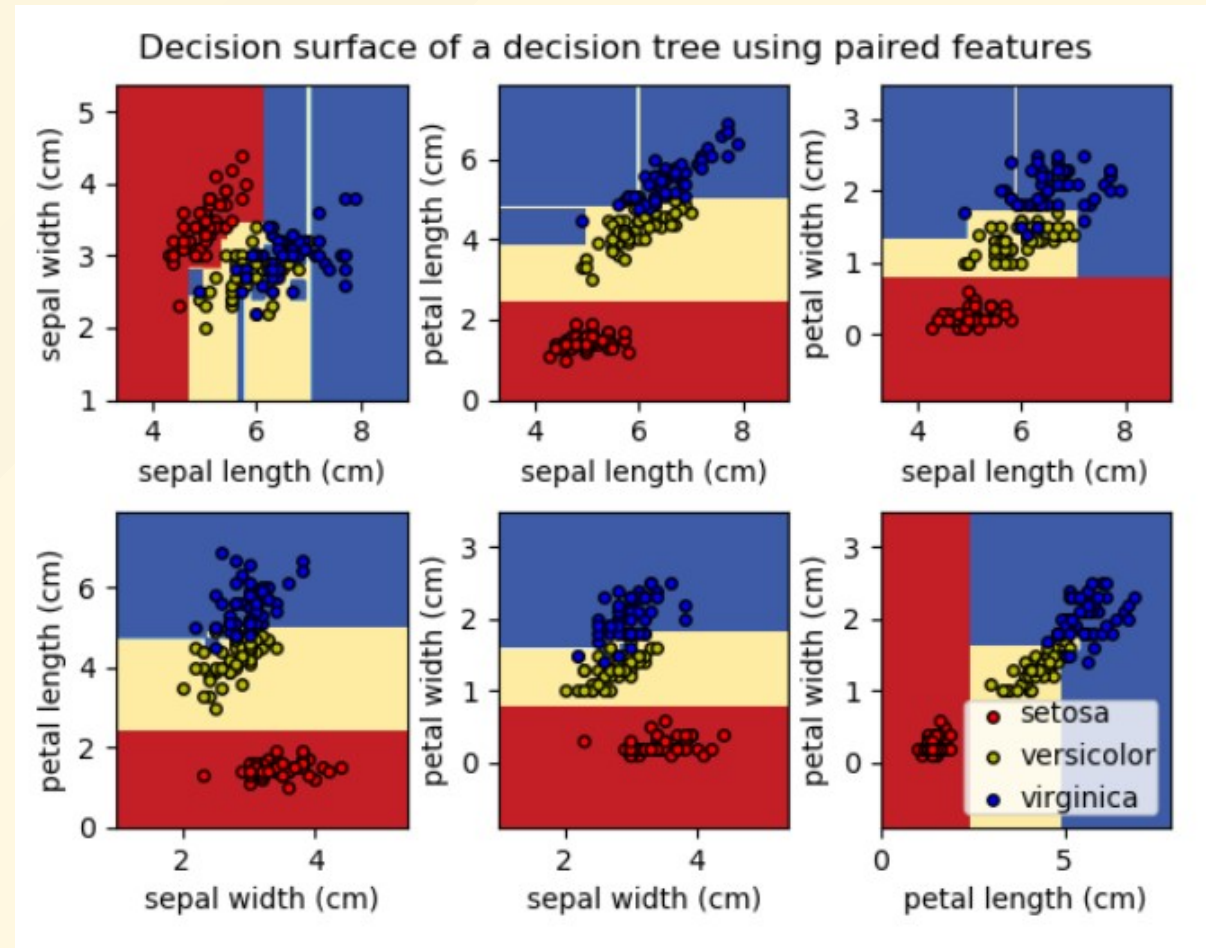 Decision surface of a decision tree using paired features
sepal width (cm)
5
4
3
2
1
4 6 8
sepal length (cm)
petal length (cm)
6
4
2
0
4 6 8
sepal length (cm)
petal width (cm)
3
2
1
0
4 6 8
sepal length (cm)
petal length (cm)
6
4
2
0
2 4
sepal width (cm)
petal width (cm)
3
2
1
0
2 4
sepal width (cm)
petal width (cm)
3
2
1
0
setosa
versicolor
virginica
0 5
petal length (cm)